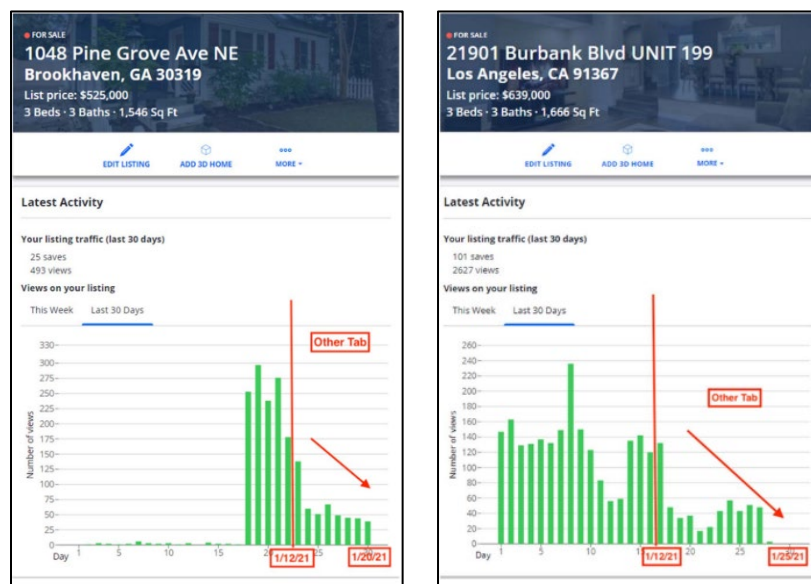 FOR SALE
1048 Pine Grove Ave NE
Brookhaven, GA 30319
List price: $525,000
3 Beds · 3 Baths · 1,546 Sq Ft
EDIT LISTING
ADD 3D HOME
MORE
Latest Activity
Your listing traffic (last 30 days)
25 saves
493 views
Views on your listing
This Week
Last 30 Days
Other Tab
330
300
275
250
225
200
175
150
125
100
75
50
25
0
Number of views
Day
1
5
10
15
1/12/21
1/20/21
FOR SALE
21901 Burbank Blvd UNIT 199
Los Angeles, CA 91367
List price: $639,000
3 Beds · 3 Baths · 1,666 Sq Ft
EDIT LISTING
ADD 3D HOME
MORE
Latest Activity
Your listing traffic (last 30 days)
101 saves
2627 views
Views on your listing
This Week
Last 30 Days
Other Tab
260
240
220
200
180
160
140
120
100
80
60
40
20
0
Number of views
Day
1
5
10
15
20
25
1/12/21
1/25/21